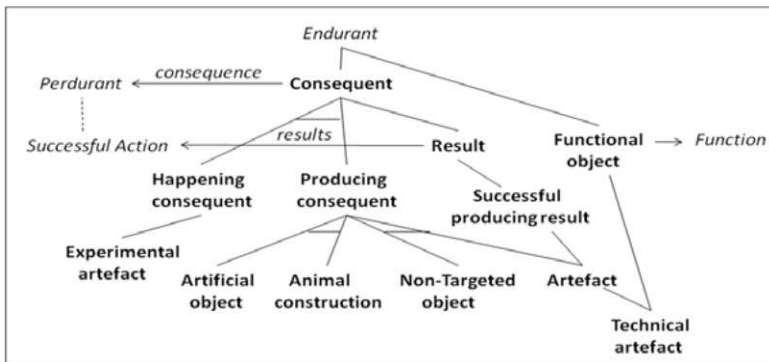 Endurant
Perdurant
consequence
Consequent
Successful Action
results
Result
Functional
object
Function
Happening
consequent
Producing
consequent
Successful
producing result
Experimental
artefact
Artificial
object
Animal
construction
Non-Targeted
object
Artefact
Technical
artefact